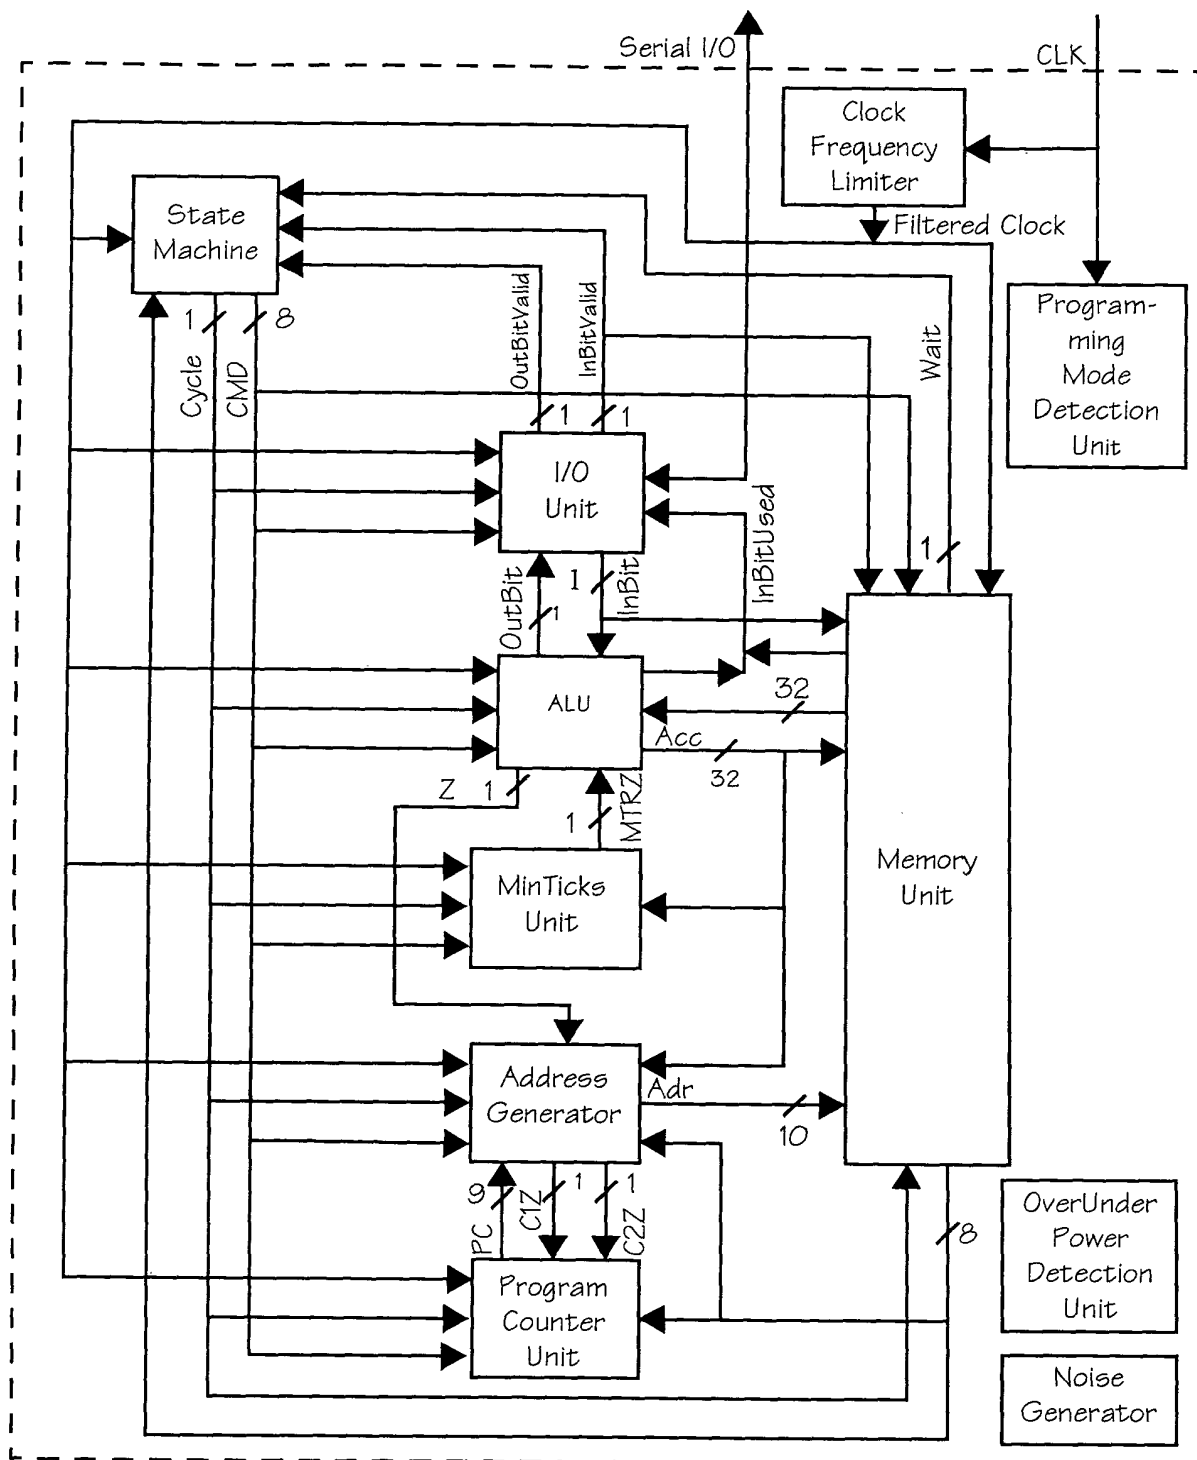 Serial I/O
CLK
Clock
Frequency
Limiter
Filtered Clock
State
Machine
1
8
Cycle
CMD
OutBitValid
InBitValid
Wait
Program-
ming
Mode
Detection
Unit
1
1
I/O
Unit
InBitUsed
1
OutBit
1
1
InBit
ALU
32
Acc
32
Z
1
1
MTRZ
MinTicks
Unit
Memory
Unit
Address
Generator
Adr
10
9
PC
C1Z
1
1
C2Z
8
Program
Counter
Unit
OverUnder
Power
Detection
Unit
Noise
Generator